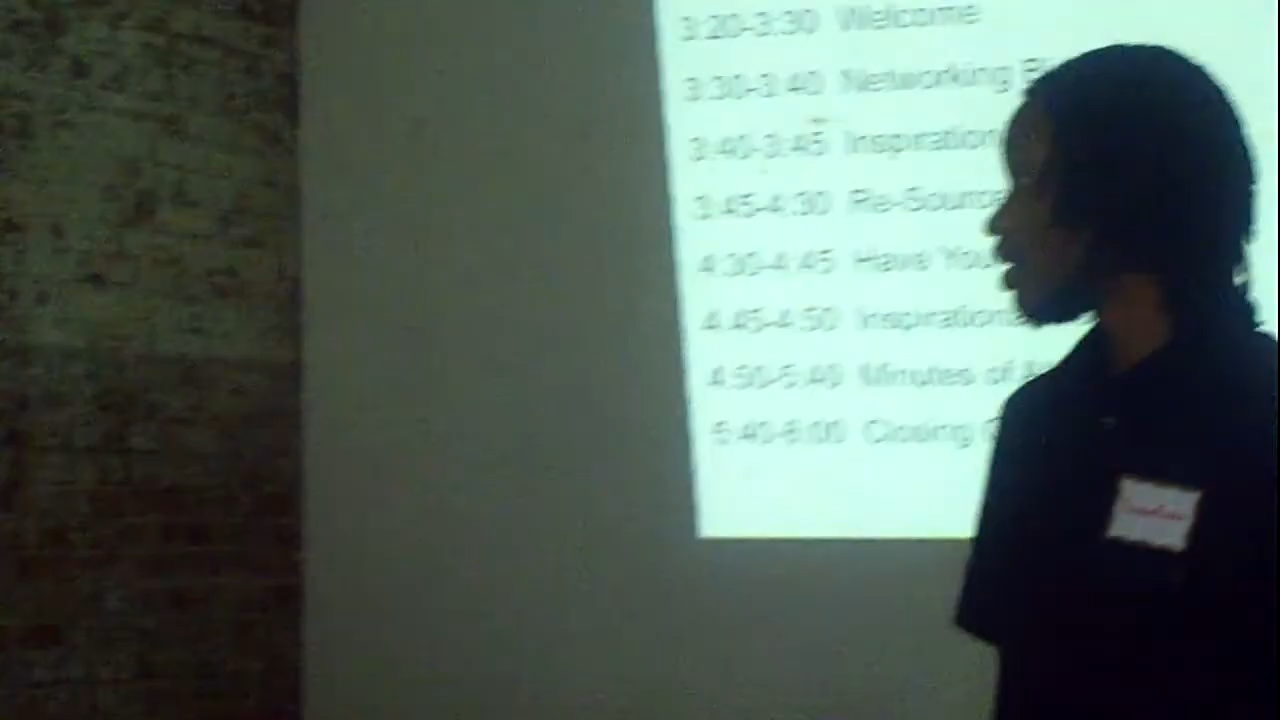 3:20-3:30 Welcome
3:30-3:40 Networking
3:40-3:45 Inspiration
3:45-4:30 Re-Source
4:30-4:45 Have You
4:45-4:50 Inspiration
4:50-5:40 Minutes of
5:40-6:00 Closing